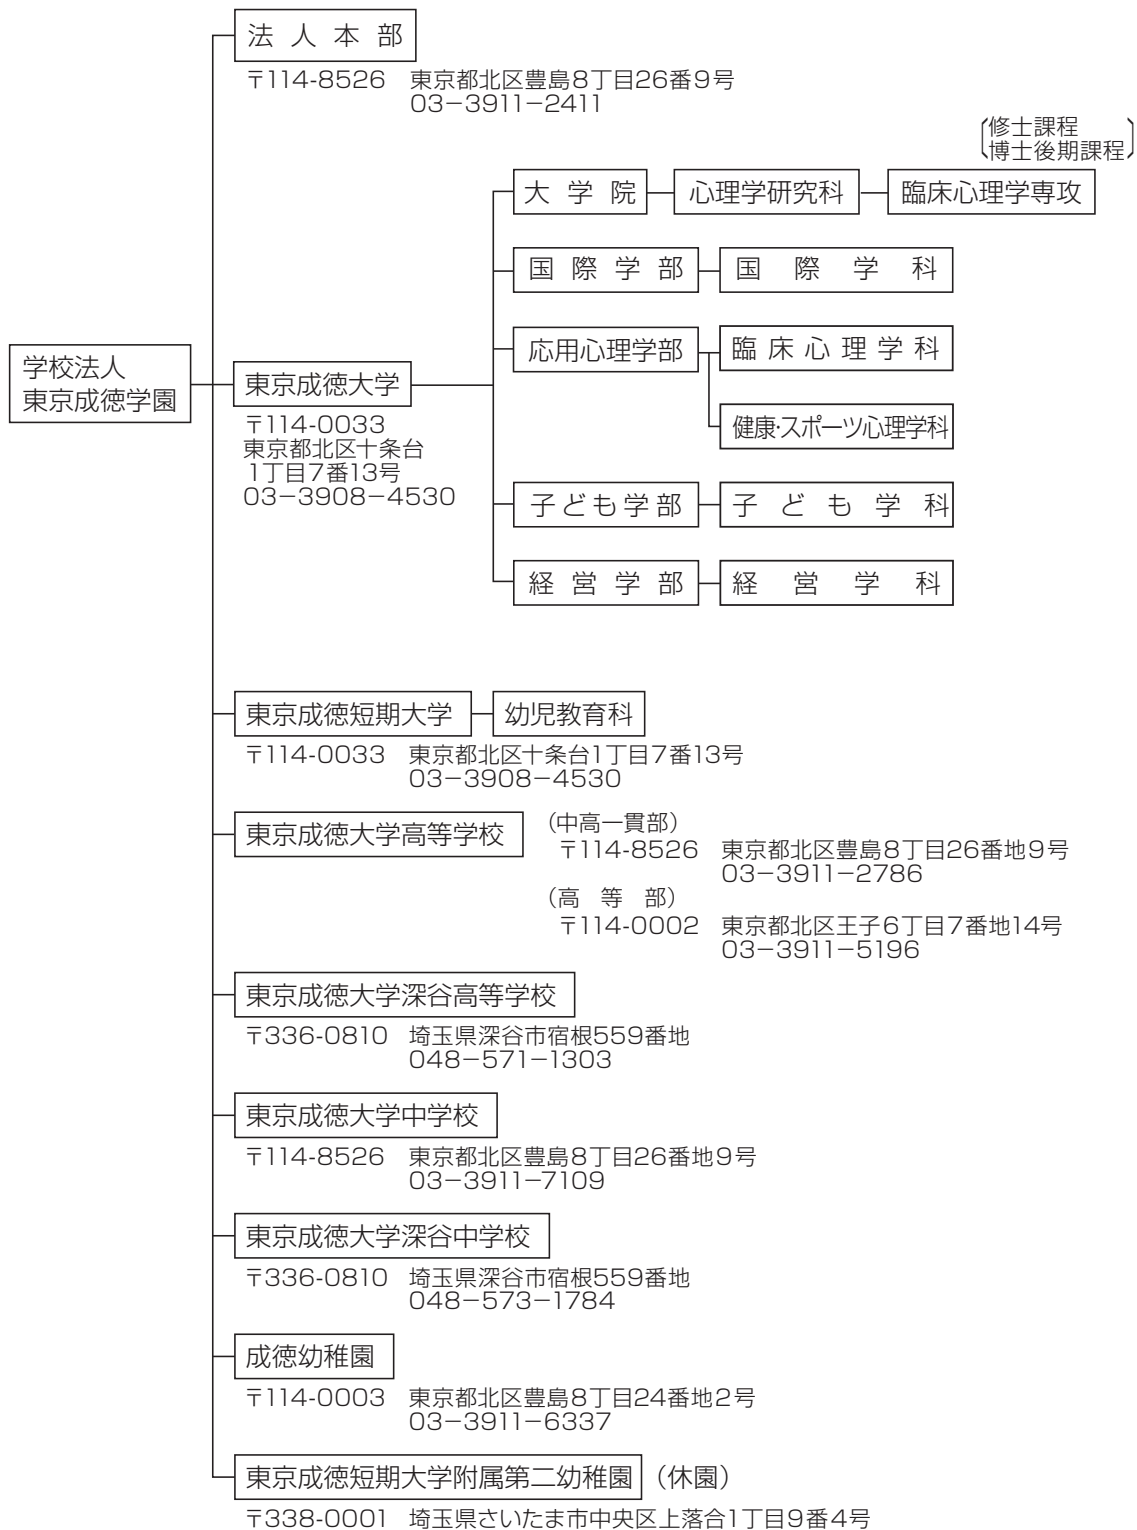 法人本部
〒114-8526 東京都北区豊島8丁目26番9号
03−3911−2411
修士課程
博士後期課程
大学院 心理学研究科 臨床心理学専攻
国際学部 国際学科
学校法人
東京成徳学園
東京成徳大学
〒114-0033
東京都北区十条台
1丁目7番13号
03−3908−4530
応用心理学部 臨床心理学科
健康・スポーツ心理学科
子ども学部 子ども学科
経営学部 経営学科
東京成徳短期大学 幼児教育科
〒114-0033 東京都北区十条台1丁目7番13号
03−3908−4530
東京成徳大学高等学校
（中高一貫部）
〒114-8526 東京都北区豊島8丁目26番地9号
03−3911−2786
（高等部）
〒114-0002 東京都北区王子6丁目7番地14号
03−3911−5196
東京成徳大学深谷高等学校
〒336-0810 埼玉県深谷市宿根559番地
048−571−1303
東京成徳大学中学校
〒114-8526 東京都北区豊島8丁目26番地9号
03−3911−7109
東京成徳大学深谷中学校
〒336-0810 埼玉県深谷市宿根559番地
048−573−1784
成徳幼稚園
〒114-0003 東京都北区豊島8丁目24番地2号
03−3911−6337
東京成徳短期大学附属第二幼稚園（休園）
〒338-0001 埼玉県さいたま市中央区上落合1丁目9番4号